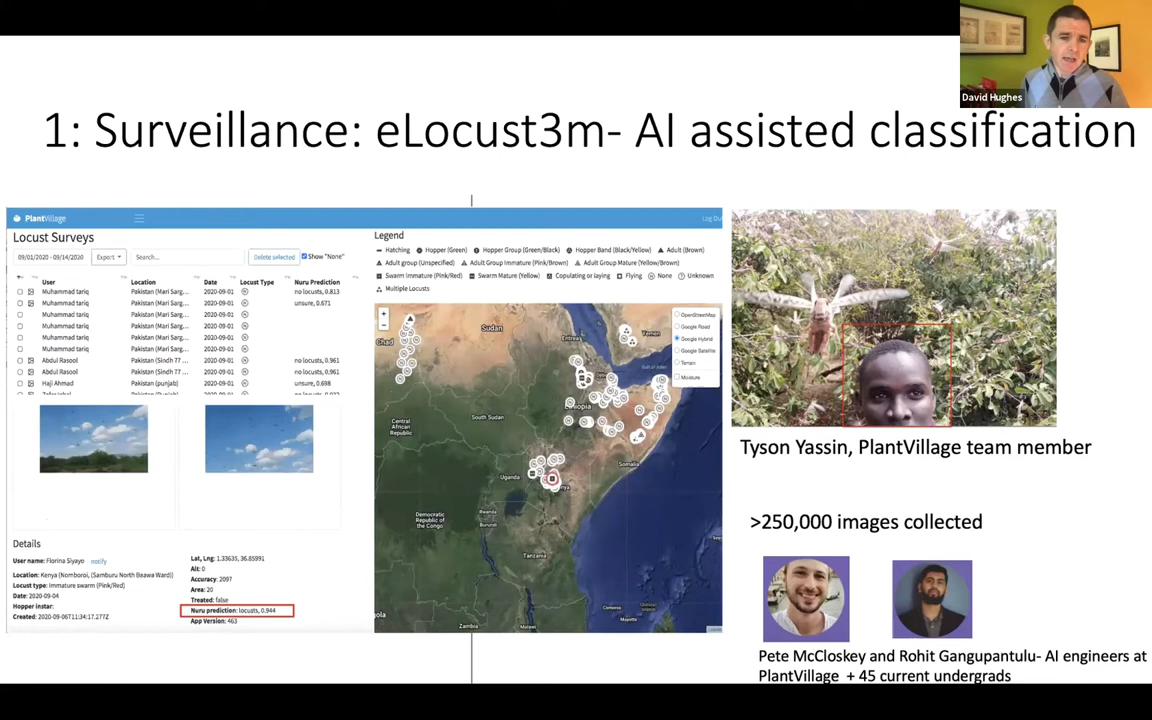 David Hughes
1: Surveillance: eLocust3m- AI assisted classification
PlantVillage
Log Out
Locust Surveys
09/01/2020 - 09/14/2020
Export
Search...
Delete selected
Show "None"
User Location Date Locust Type Nuru Prediction
Muhammad tariq Pakistan (Mari Sarg... 2020-09-01 no locusts, 0.813
Muhammad tariq Pakistan (Mari Sarg... 2020-09-01 unsure, 0.671
Muhammad tariq Pakistan (Mari Sarg... 2020-09-01
Muhammad tariq Pakistan (Mari Sarg... 2020-09-01
Muhammad tariq Pakistan (Mari Sarg... 2020-09-01
Muhammad tariq Pakistan (Mari Sarg... 2020-09-01
Abdul Rasool Pakistan (Sindh 77 ... 2020-09-01 no locusts, 0.961
Abdul Rasool Pakistan (Sindh 77 ... 2020-09-01 no locusts, 0.961
Haji Ahmad Pakistan (punjab) 2020-09-01 unsure, 0.698
Details
User name: Florina Siyayo notify
Location: Kenya (Nomboroi, (Samburu North Baawa Ward))
Locust type: Immature swarm (Pink/Red)
Date: 2020-09-04
Hopper instar:
Created: 2020-09-06T11:34:17.277Z
Lat, Lng: 1.33635, 36.85991
Alt: 0
Accuracy: 2097
Area: 20
Treated: false
Nuru prediction: locusts, 0.944
App Version: 463
Legend
Hatching Hopper (Green) Hopper Group (Green/Black) Hopper Band (Black/Yellow) Adult (Brown)
Adult group (Unspecified) Adult Group Immature (Pink/Brown) Adult Group Mature (Yellow/Brown)
Swarm Immature (Pink/Red) Swarm Mature (Yellow) Copulating or laying Flying None Unknown
Multiple Locusts
+
−
OpenStreetMap
Google Road
Google Hybrid
Google Satellite
Terrain
Moisture
Sudan
Eritrea
Yemen
Chad
Gulf of Aden
Ethiopia
South Sudan
Central
African
Republic
Somalia
Uganda
Kenya
Rwanda
Burundi
Democratic
Republic of
the Congo
Tanzania
Comoros
Zambia
Tyson Yassin, PlantVillage team member
>250,000 images collected
Pete McCloskey and Rohit Gangupantulu- AI engineers at
PlantVillage + 45 current undergrads